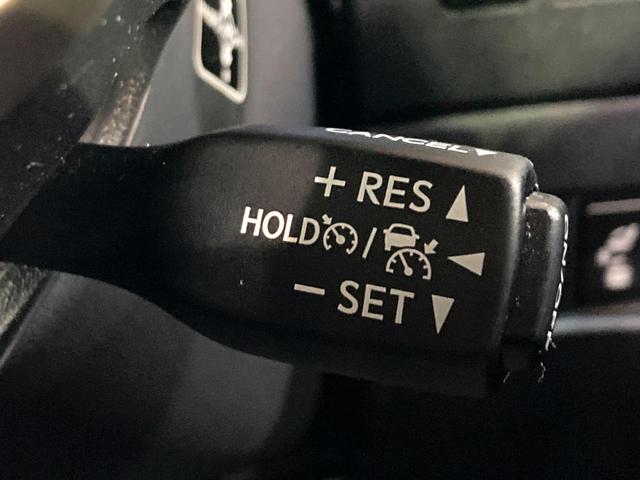 CANCEL
+ RES
HOLD /
- SET